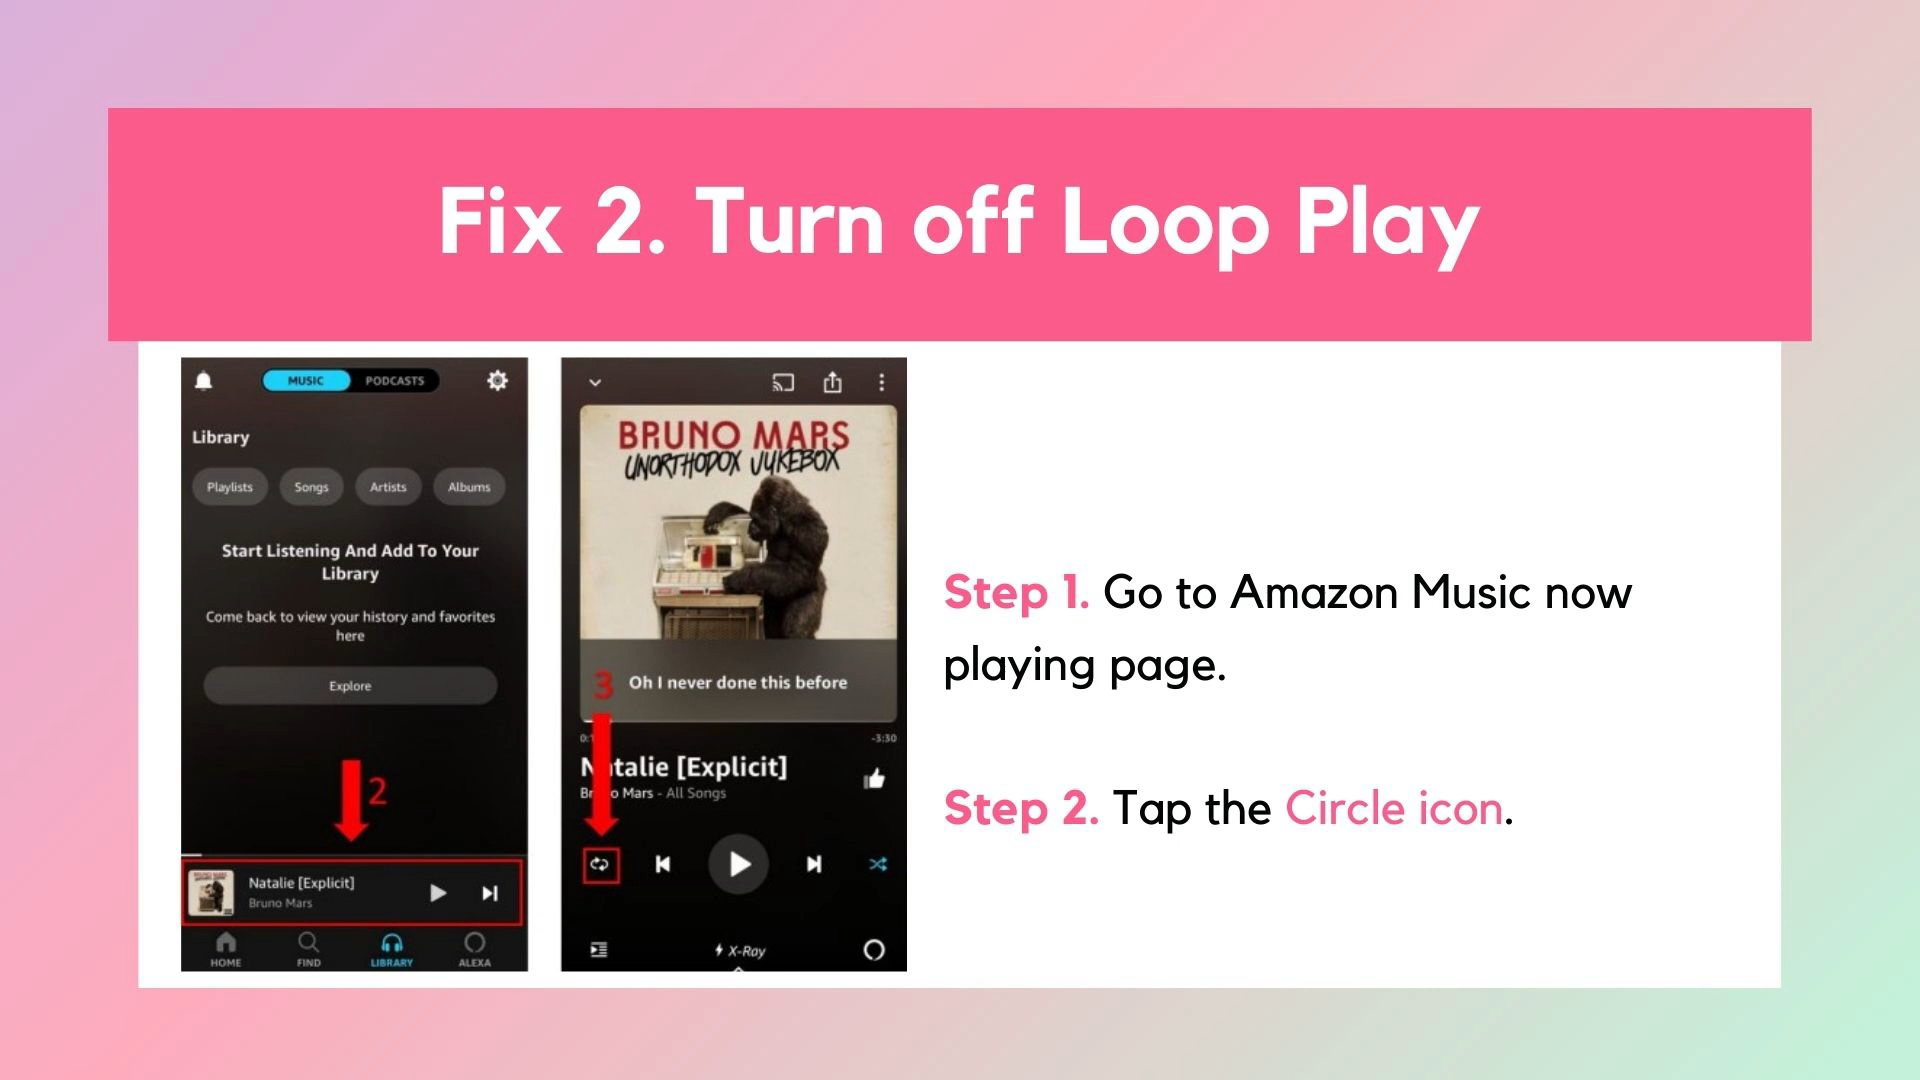 Fix 2. Turn off Loop Play
MUSIC
PODCASTS
Library
Playlists
Songs
Artists
Albums
Start Listening And Add To Your
Library
Come back to view your history and favorites
here
Explore
2
Natalie [Explicit]
Bruno Mars
HOME
FIND
LIBRARY
ALEXA
BRUNO MARS
UNORTHODOX JUKEBOX
3
Oh I never done this before
-3:30
Natalie [Explicit]
Bruno Mars - All Songs
X-Ray
Step 1. Go to Amazon Music now
playing page.
Step 2. Tap the Circle icon.